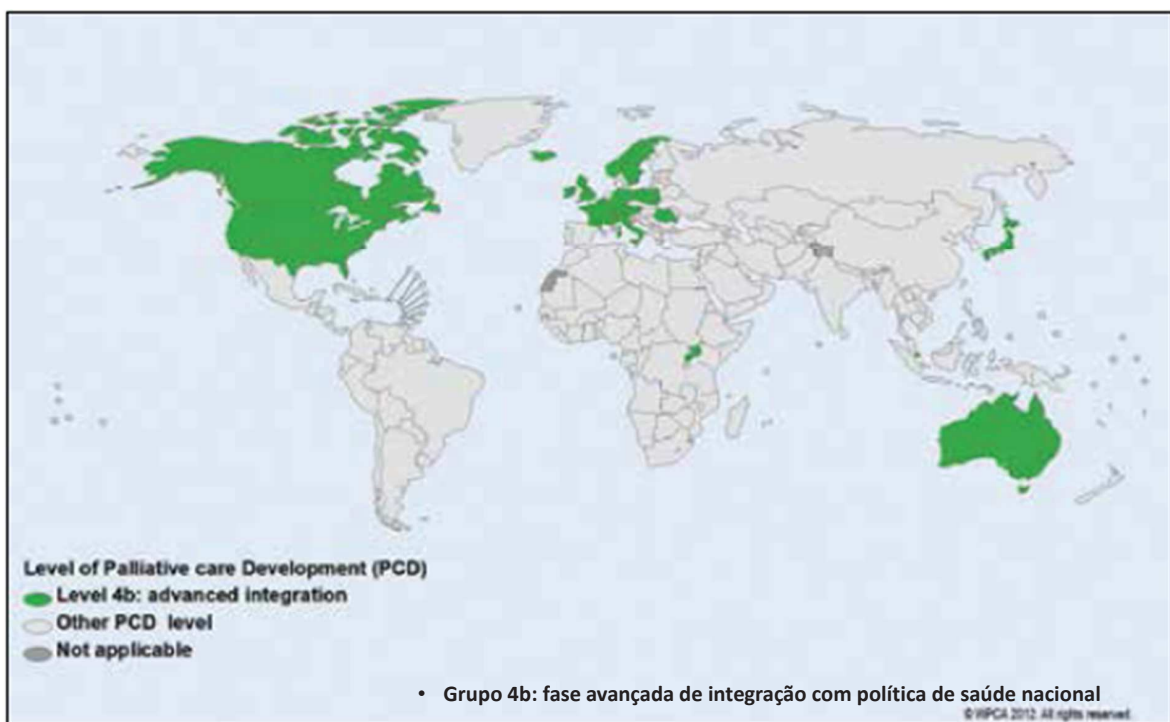 Level of Palliative care Development (PCD)
Level 4b: advanced integration
Other PCD level
Not applicable
• Grupo 4b: fase avançada de integração com política de saúde nacional
© WPCA 2012. All rights reserved.